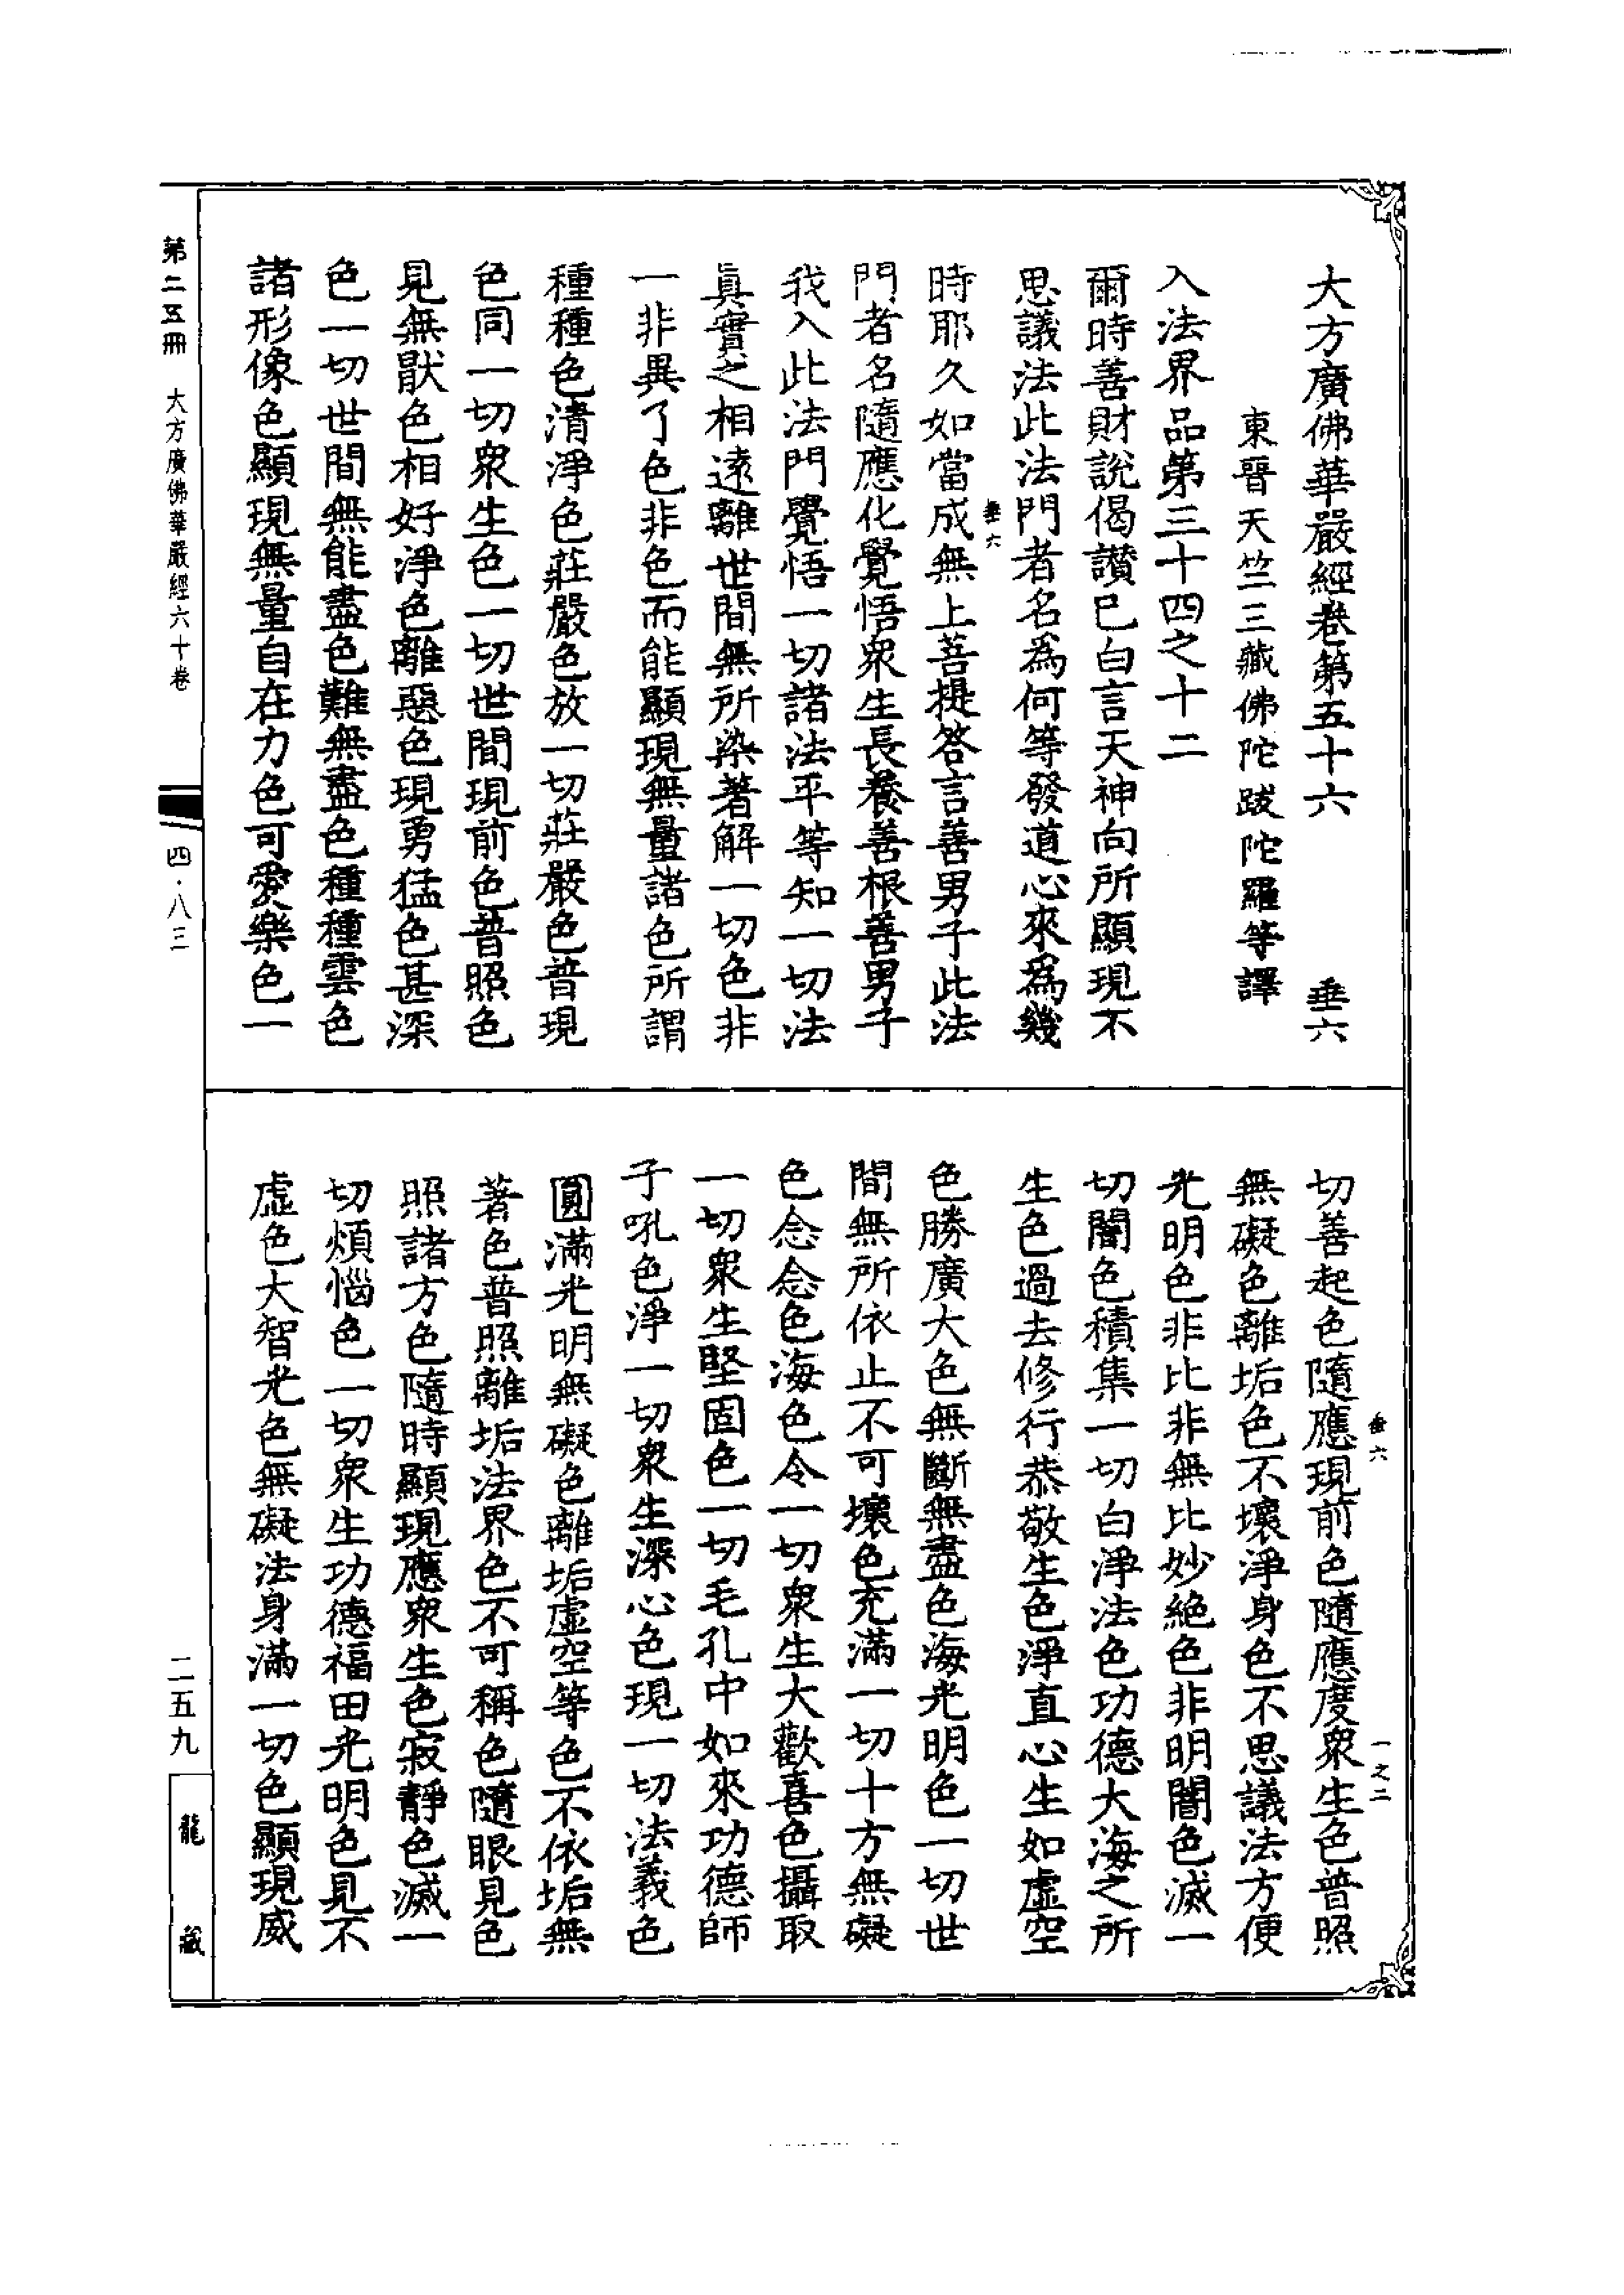 大方廣佛華嚴經卷第五十六 垂六
東晉天竺三藏佛陀跋陀羅等譯
入法界品第三十四之十二
爾時善財說偈讚已白言天神向所顯現不
思議法此法門者名為何等發道心來為幾
垂六
時耶久如當成無上菩提答言善男子此法
門者名隨應化覺悟眾生長養善根善男子
我入此法門覺悟一切諸法平等知一切法
真實之相遠離世間無所染著解一切色非
一非異了色非色而能顯現無量諸色所謂
種種色清淨色莊嚴色放一切莊嚴色普現
色同一切眾生色一切世間現前色普照色
見無猒色相好淨色離惡色現勇猛色甚深
色一切世間無能盡色難無盡色種種雲色
諸形像色顯現無量自在力色可愛樂色一
垂六
一之二
切善起色隨應現前色隨應度眾生色普照
無礙色離垢色不壞淨身色不思議法方便
光明色非比非無比妙絕色非明闇色滅一
切闇色積集一切白淨法色功德大海之所
生色過去修行恭敬生色淨直心生如虛空
色勝廣大色無斷無盡色海光明色一切世
間無所依止不可壞色充滿一切十方無礙
色念念色海色令一切眾生大歡喜色攝取
一切眾生堅固色一切毛孔中如來功德師
子吼色淨一切眾生深心色現一切法義色
圓滿光明無礙色離垢虛空等色不依垢無
著色普照離垢法界色不可稱色隨眼見色
照諸方色隨時顯現應眾生色寂靜色滅一
切煩惱色一切眾生功德福田光明色見不
虛色大智光色無礙法身滿一切色顯現威
第二五冊 大方廣佛華嚴經六十卷 四·八三
二五九
龍藏